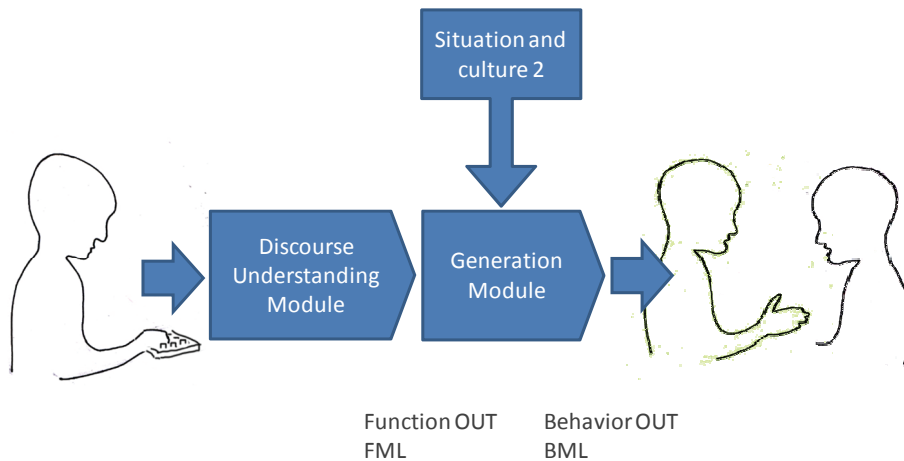 Situation and
culture 2
Discourse
Understanding
Module
Generation
Module
Function OUT
FML
Behavior OUT
BML